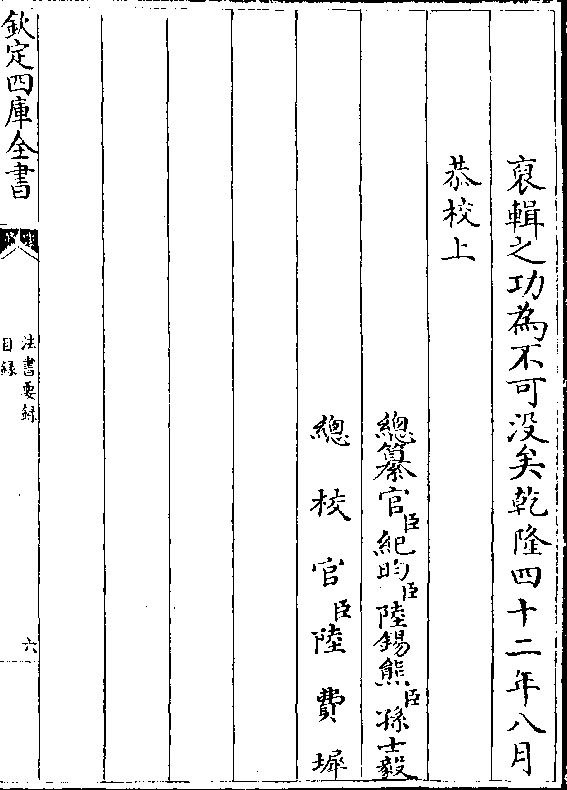 裒輯之功為不可没矣乾隆四十二年八月
恭校上
總纂官臣紀昀臣陸錫熊臣孫士毅
總校官臣陸費墀
欽定四庫全書
法書要録
目録
六